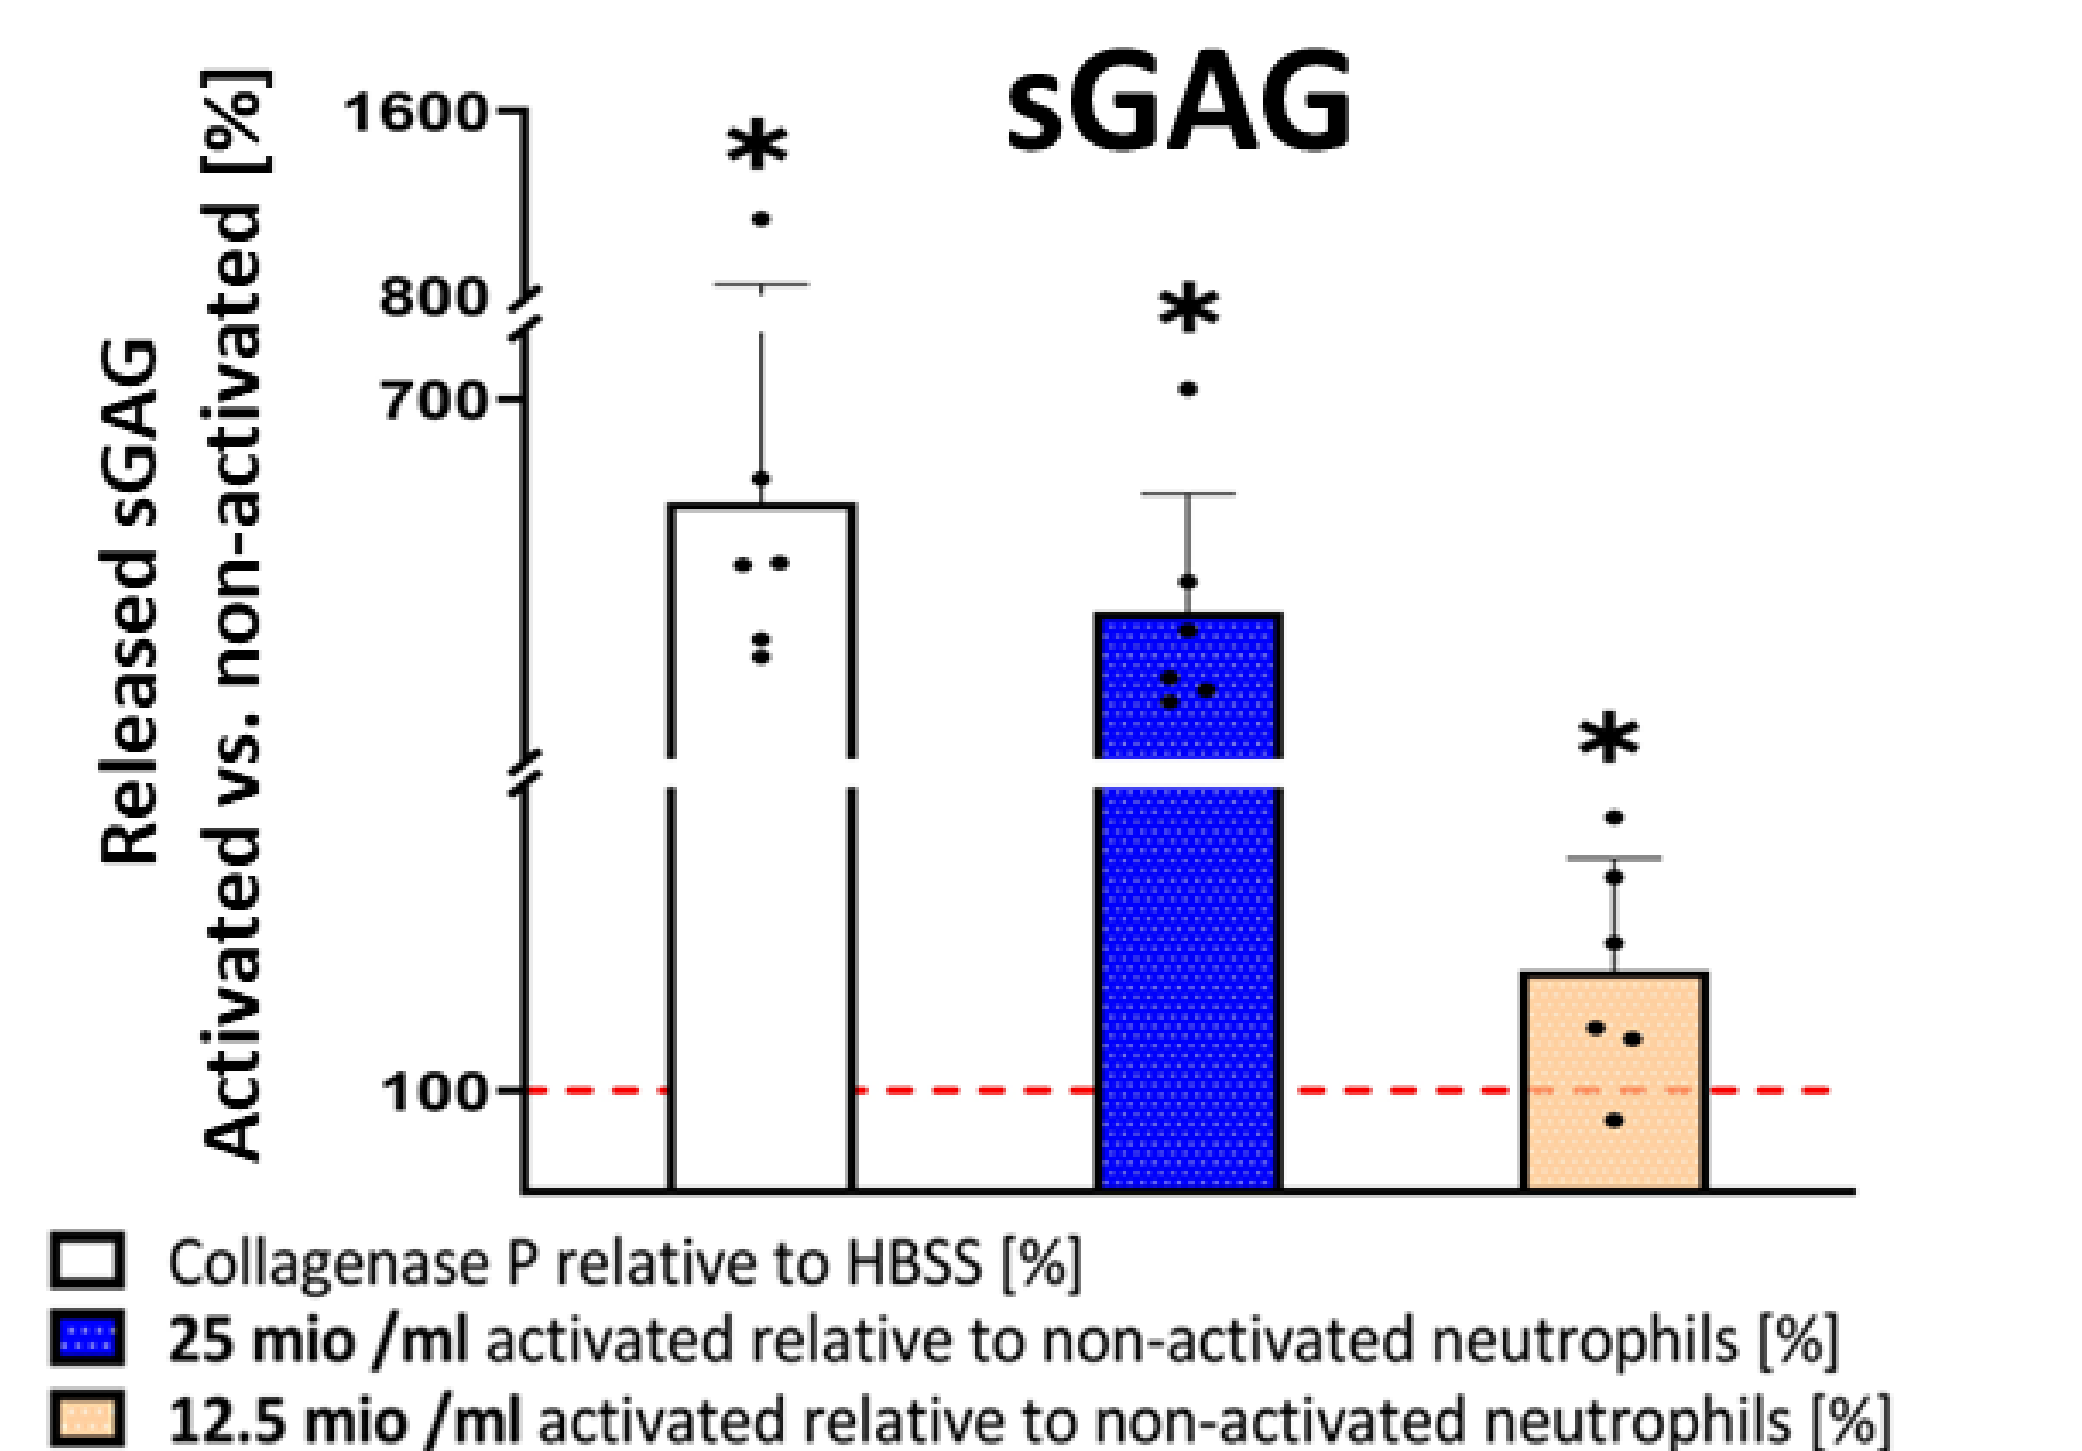 sGAG
Released sGAG
Activated vs. non-activated [%]
1600
800
700
100
*
*
*
Collagenase P relative to HBSS [%]
25 mio /ml activated relative to non-activated neutrophils [%]
12.5 mio /ml activated relative to non-activated neutrophils [%]